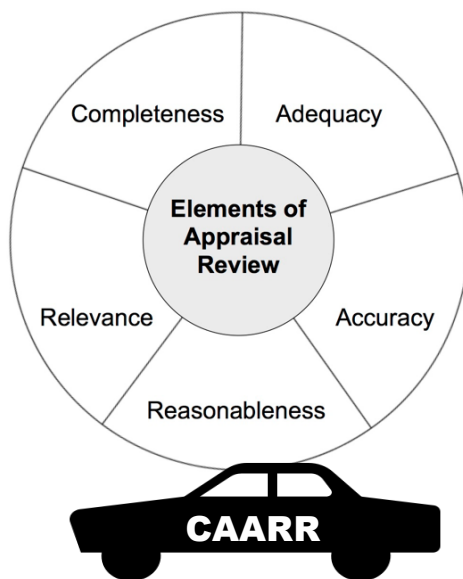 Completeness
Adequacy
Elements of
Appraisal
Review
Relevance
Accuracy
Reasonableness
CAARR